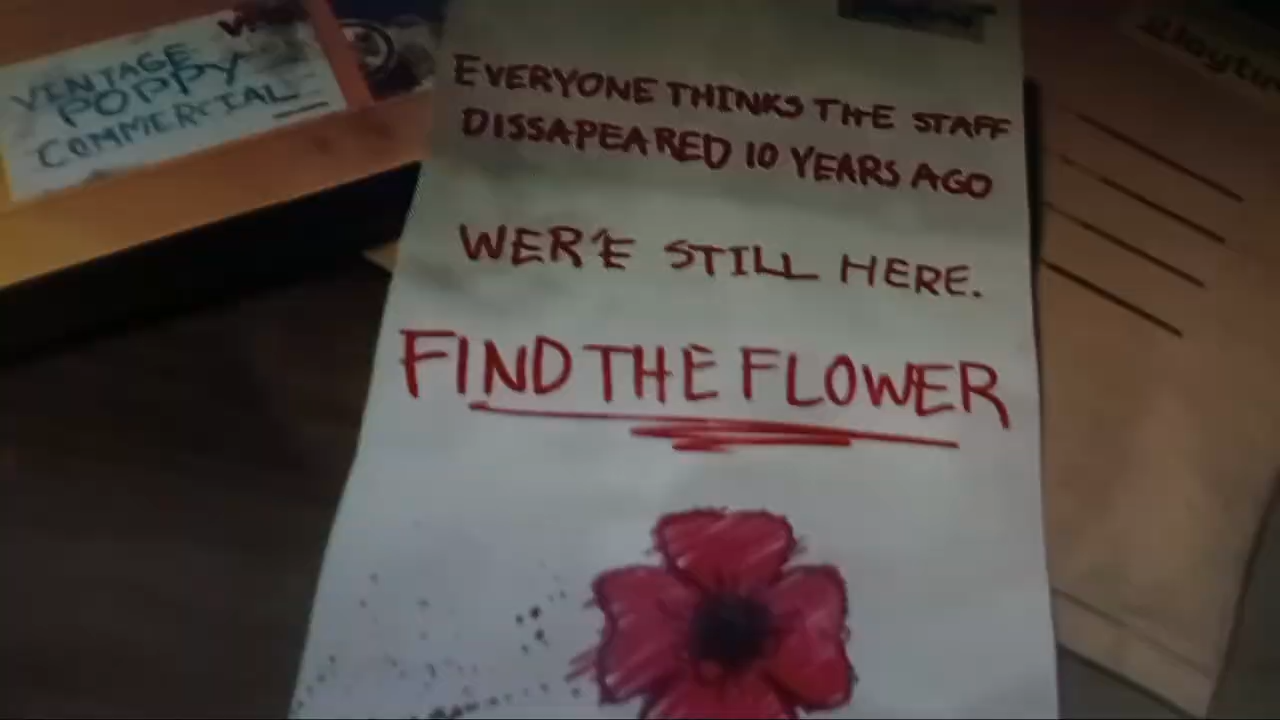 VINTAGE
POPPY
COMMERCIAL
EVERYONE THINKS THE STAFF
DISSAPEARED 10 YEARS AGO
WER'E STILL HERE.
FIND THE FLOWER